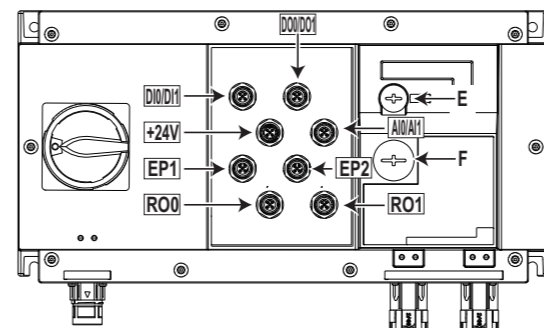 DO0/DO1
DI0/DI1
E
+24V
AI0/AI1
EP1
EP2
F
RO0
RO1